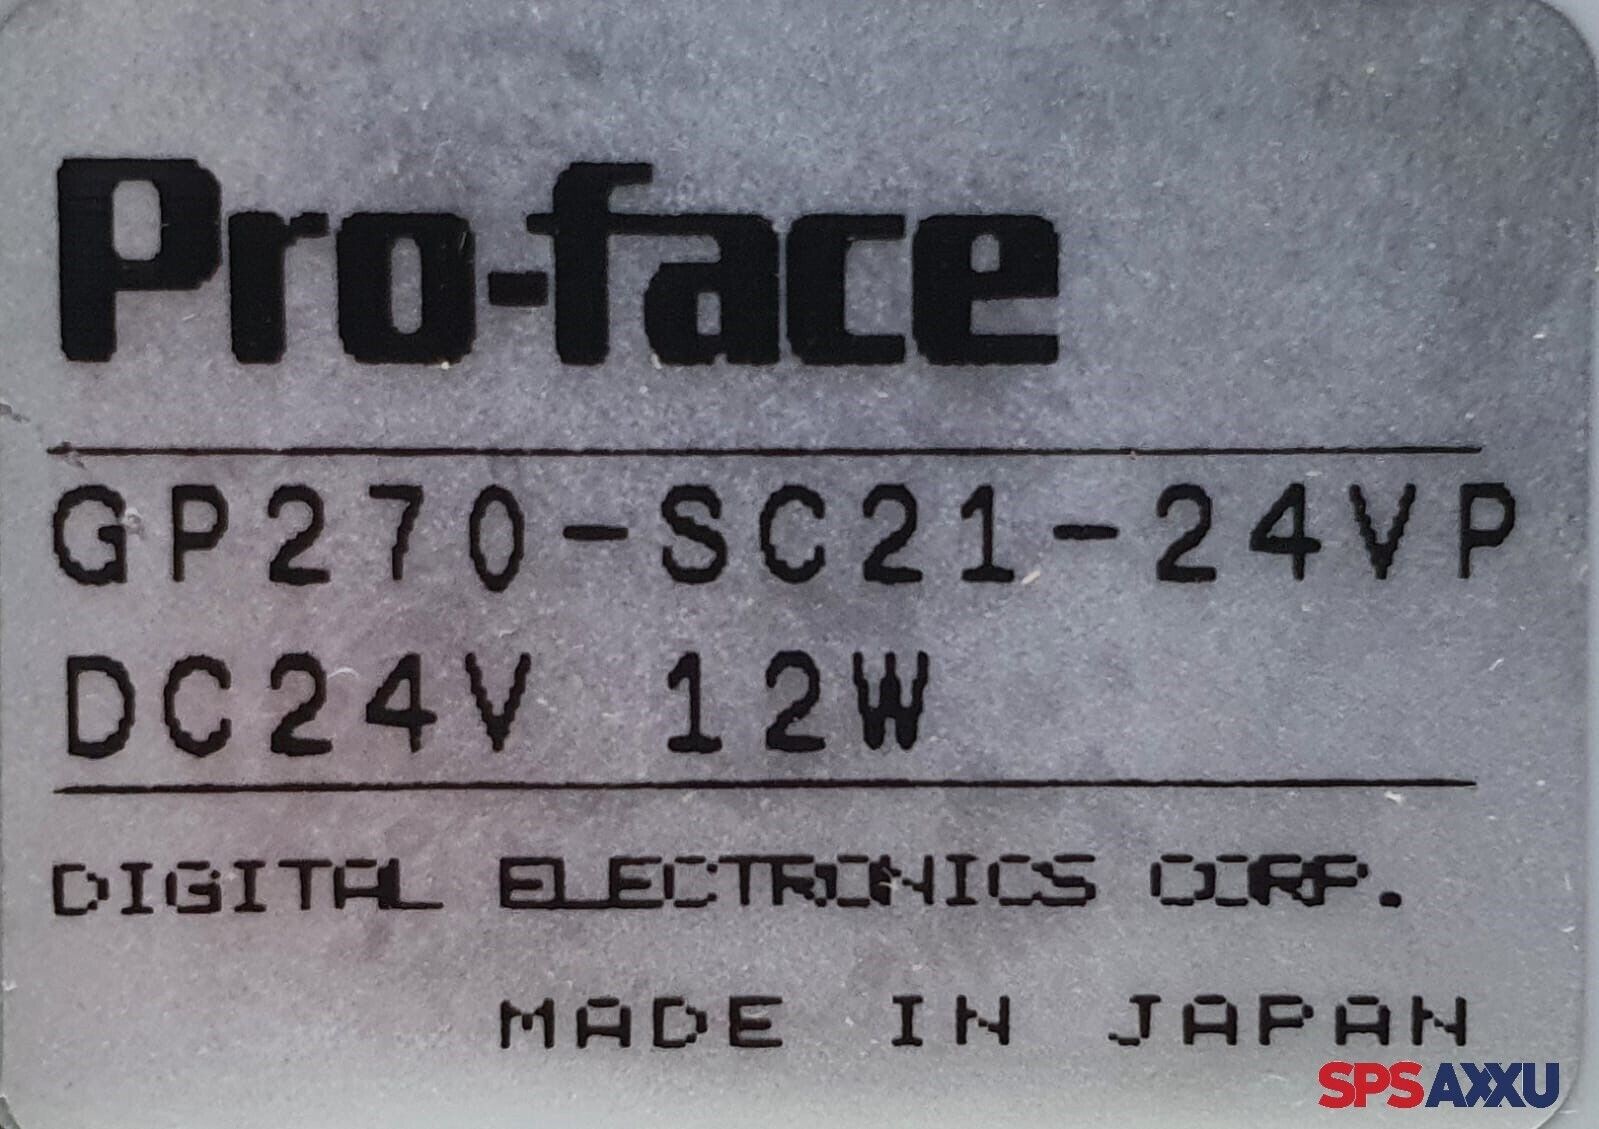 Pro-face
GP270-SC21-24VP
DC24V 12W
DIGITAL ELECTRONICS CORP.
MADE IN JAPAN
SPSAXXU